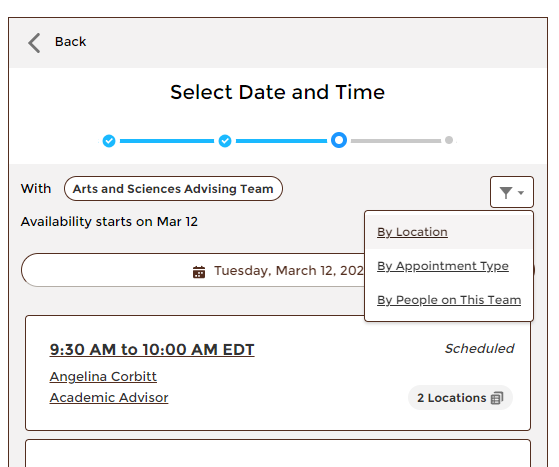 Back
Select Date and Time
With Arts and Sciences Advising Team
Availability starts on Mar 12
By Location
By Appointment Type
By People on This Team
Tuesday, March 12, 202
9:30 AM to 10:00 AM EDT
Scheduled
Angelina Corbitt
Academic Advisor
2 Locations